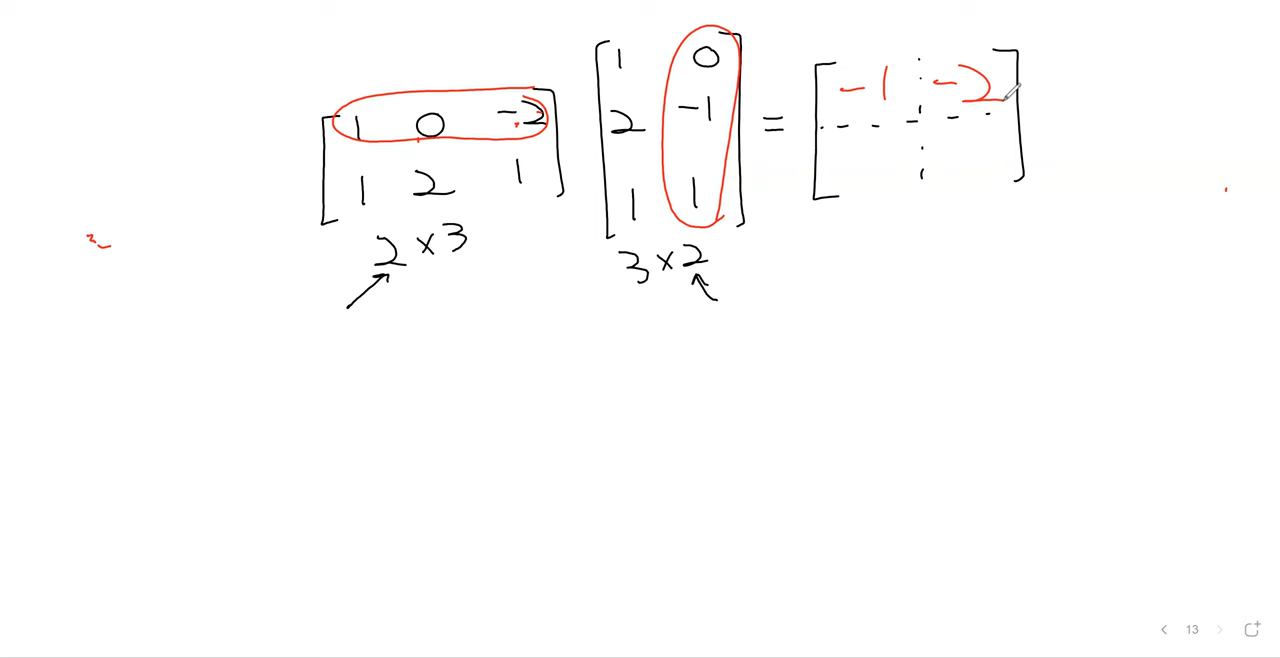 [1 0 -2] [1 0] = [-1 -2]
[1 2 1] [2 -1]
[1 1]
2 × 3 3 × 2
< 13 >